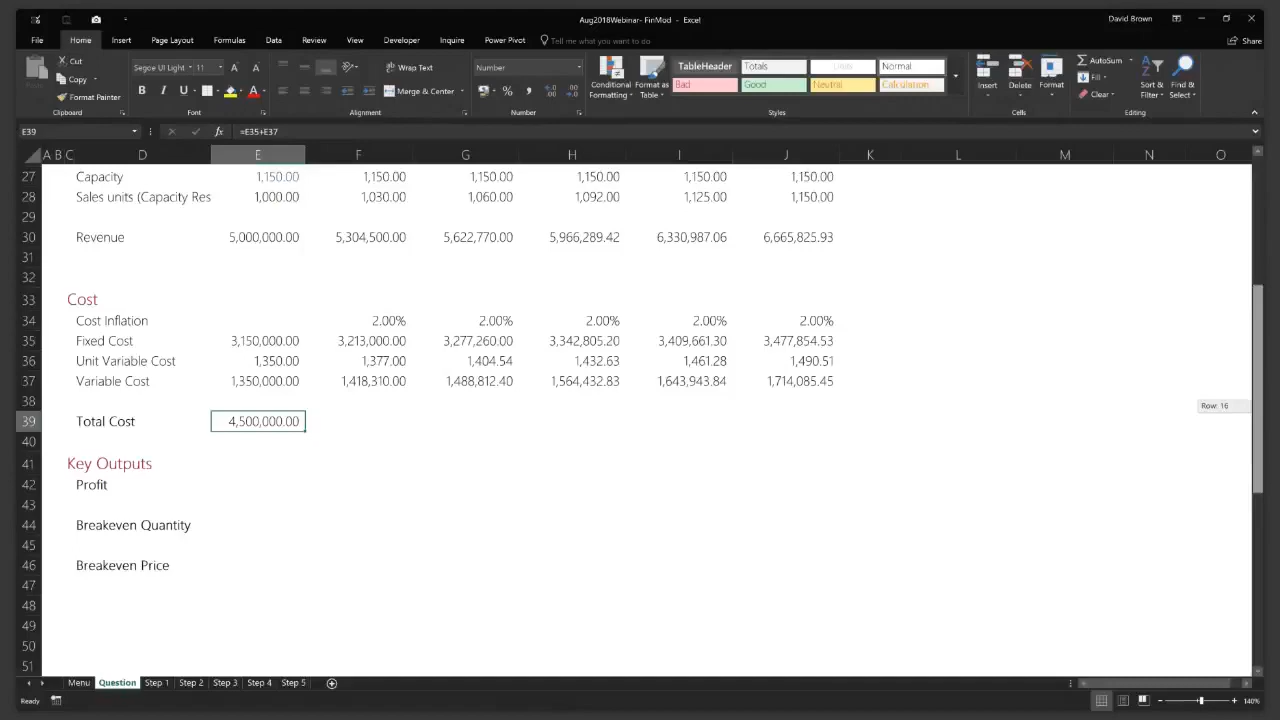 Aug2018Webinar- FinMod - Excel
David Brown
File Home Insert Page Layout Formulas Data Review View Developer Inquire Power Pivot Tell me what you want to do Share
Cut
Copy
Format Painter
Clipboard
Segoe UI Light 11
Font
Wrap Text
Merge & Center
Alignment
Number
Number
Conditional Formatting
Format as Table
TableHeader Totals Normal
Bad Good Neutral Calculation
Styles
Insert Delete Format
Cells
AutoSum
Fill
Clear
Sort & Filter
Find & Select
Editing
E39 fx =E35+E37
A B C D E F G H I J K L M N O
27 Capacity 1,150.00 1,150.00 1,150.00 1,150.00 1,150.00 1,150.00
28 Sales units (Capacity Res 1,000.00 1,030.00 1,060.00 1,092.00 1,125.00 1,150.00
29
30 Revenue 5,000,000.00 5,304,500.00 5,622,770.00 5,966,289.42 6,330,987.06 6,665,825.93
31
32
33 Cost
34 Cost Inflation 2.00% 2.00% 2.00% 2.00% 2.00%
35 Fixed Cost 3,150,000.00 3,213,000.00 3,277,260.00 3,342,805.20 3,409,661.30 3,477,854.53
36 Unit Variable Cost 1,350.00 1,377.00 1,404.54 1,432.63 1,461.28 1,490.51
37 Variable Cost 1,350,000.00 1,418,310.00 1,488,812.40 1,564,432.83 1,643,943.84 1,714,085.45
38
39 Total Cost 4,500,000.00
Row: 16
40
41 Key Outputs
42 Profit
43
44 Breakeven Quantity
45
46 Breakeven Price
47
48
49
50
51
Menu Question Step 1 Step 2 Step 3 Step 4 Step 5
Ready 140%